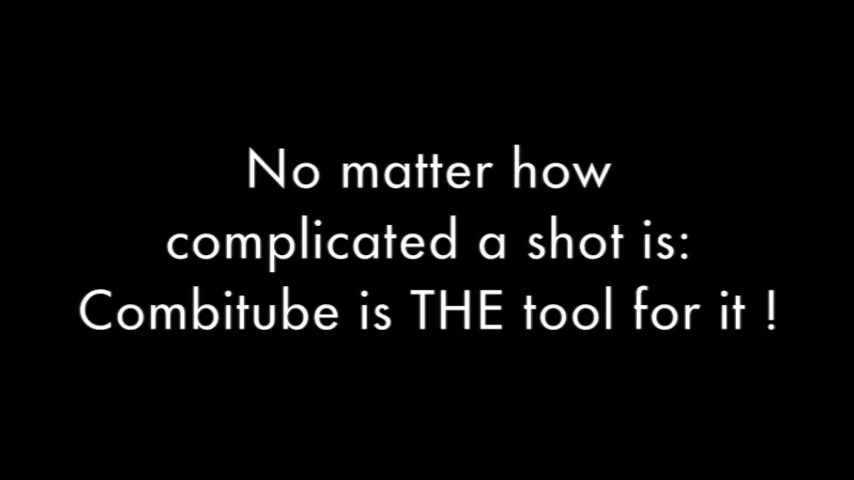 No matter how
complicated a shot is:
Combitube is THE tool for it !